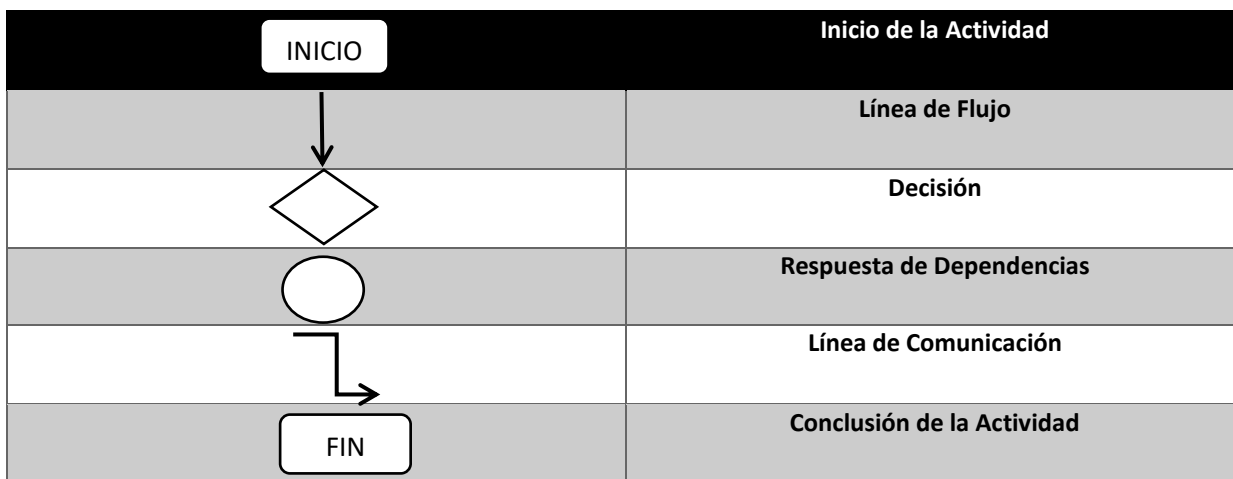 INICIO
Inicio de la Actividad
Línea de Flujo
Decisión
Respuesta de Dependencias
Línea de Comunicación
FIN
Conclusión de la Actividad